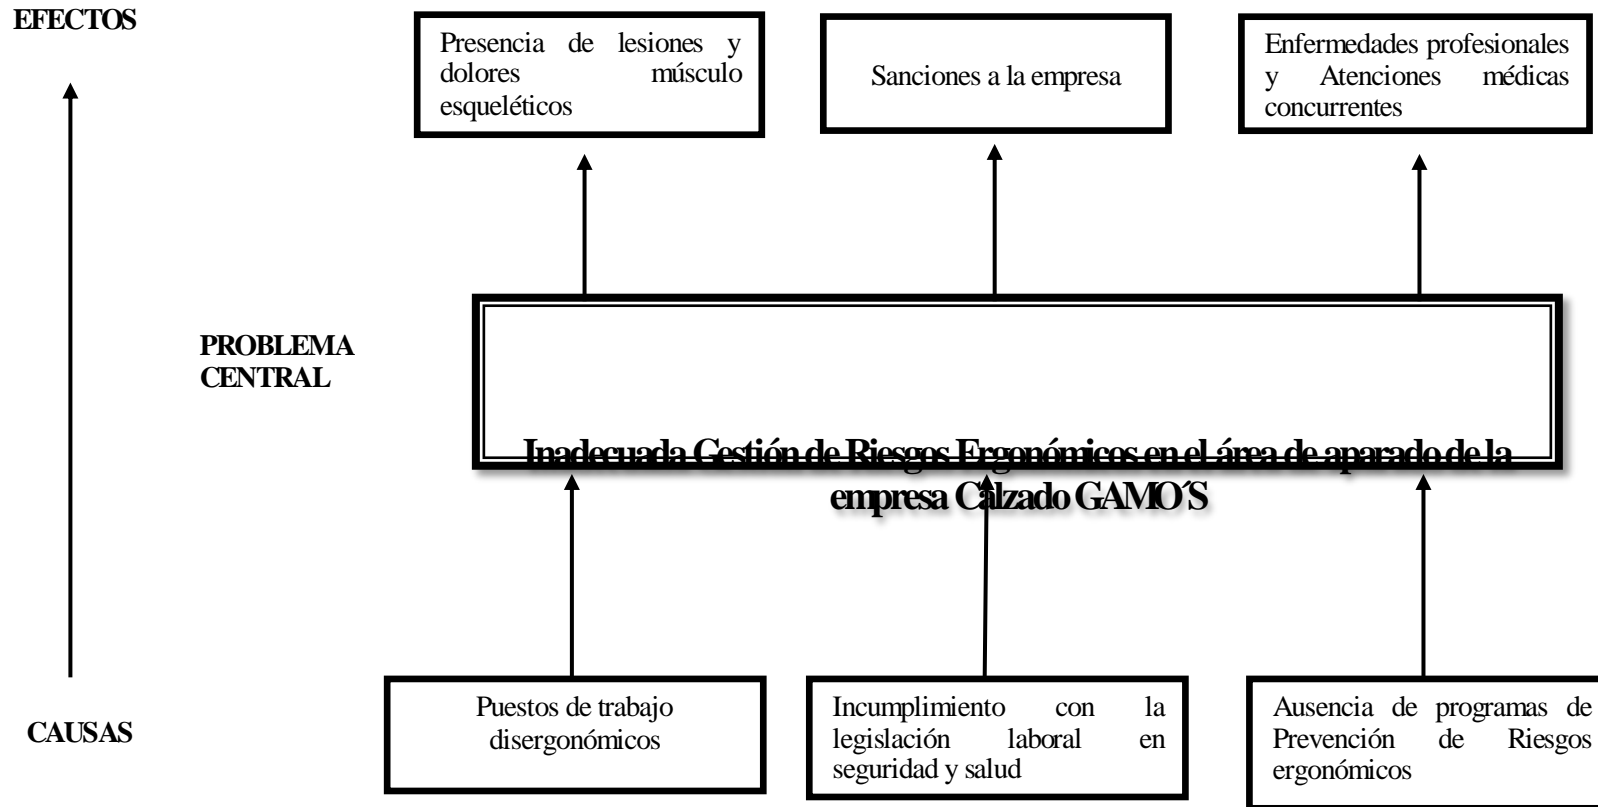 EFECTOS
Presencia de lesiones y
dolores músculo
esqueléticos
Sanciones a la empresa
Enfermedades profesionales
y Atenciones médicas
concurrentes
PROBLEMA
CENTRAL
Inadecuada Gestión de Riesgos Ergonómicos en el área de aparado de la
empresa Calzado GAMO´S
CAUSAS
Puestos de trabajo
disergonómicos
Incumplimiento con la
legislación laboral en
seguridad y salud
Ausencia de programas de
Prevención de Riesgos
ergonómicos